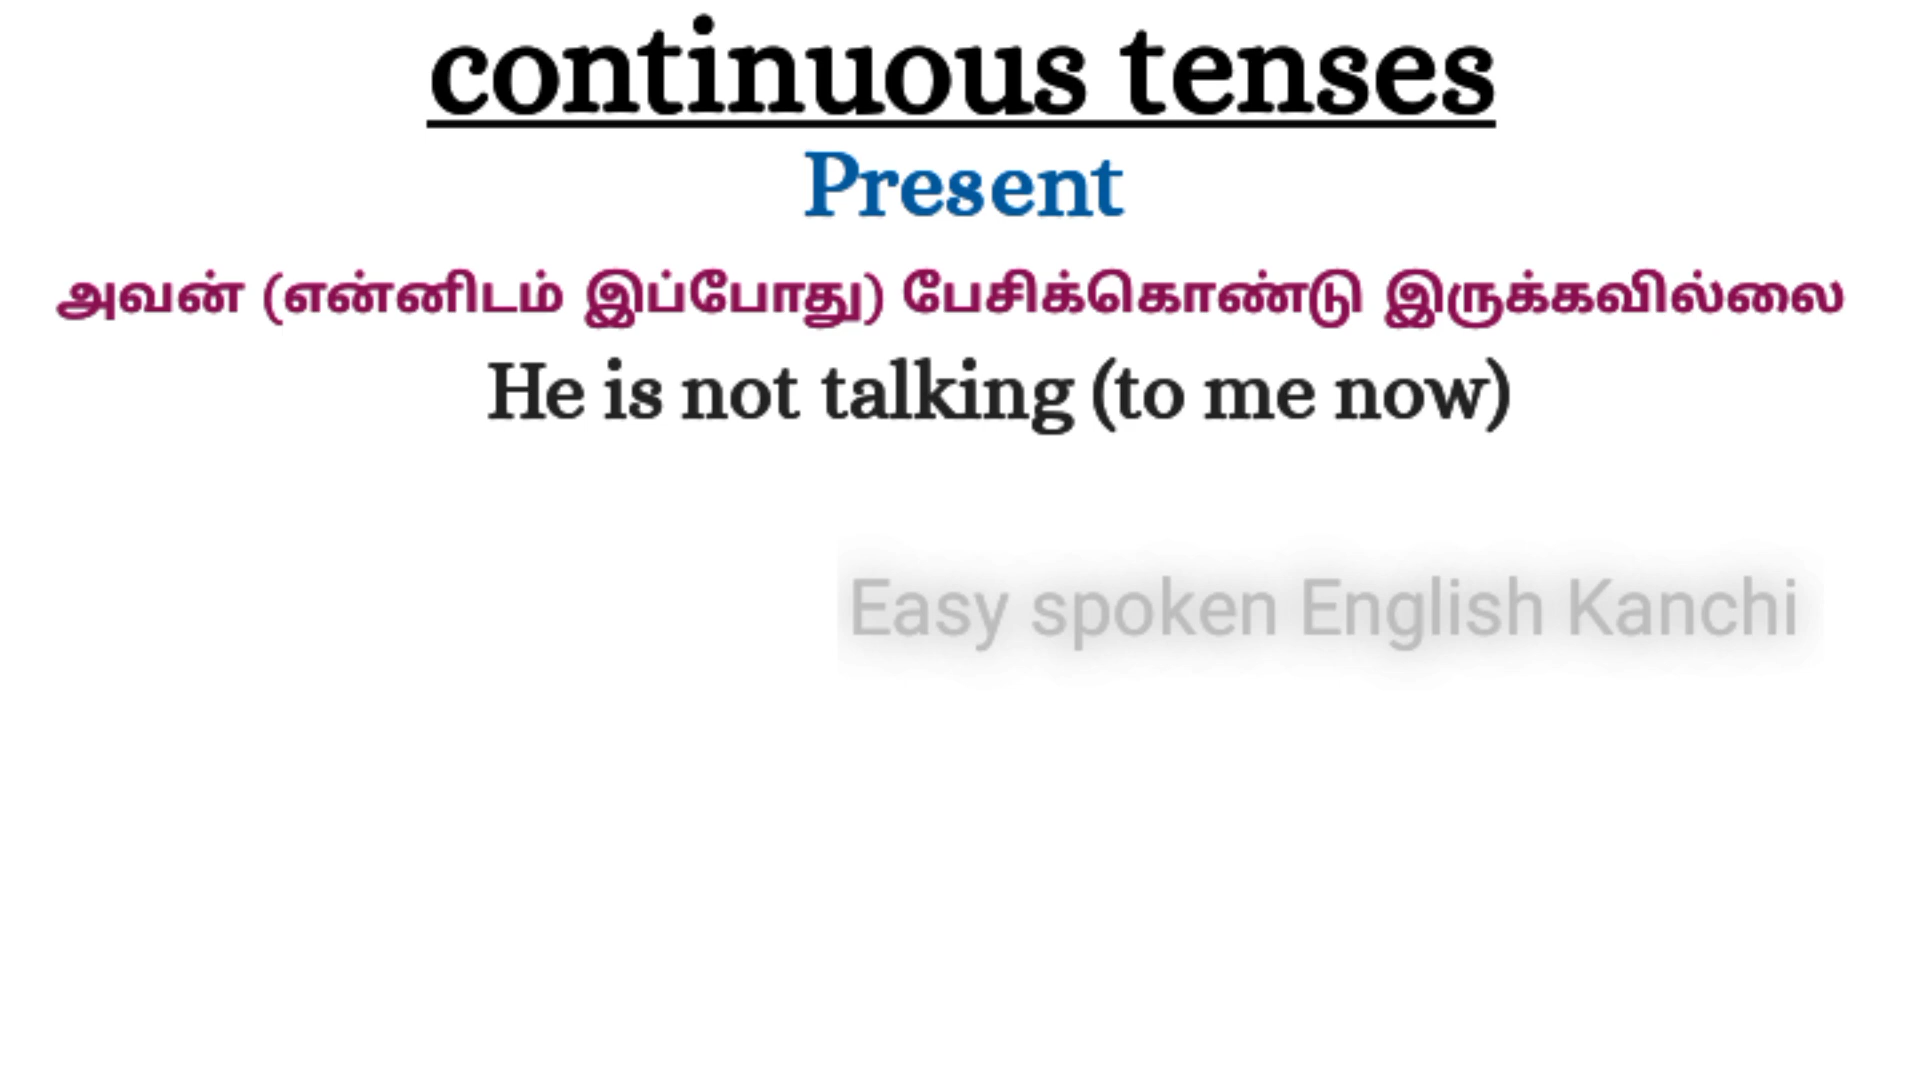 continuous tenses
Present
அவன் (என்னிடம் இப்போது) பேசிக்கொண்டு இருக்கவில்லை
He is not talking (to me now)
Easy spoken English Kanchi